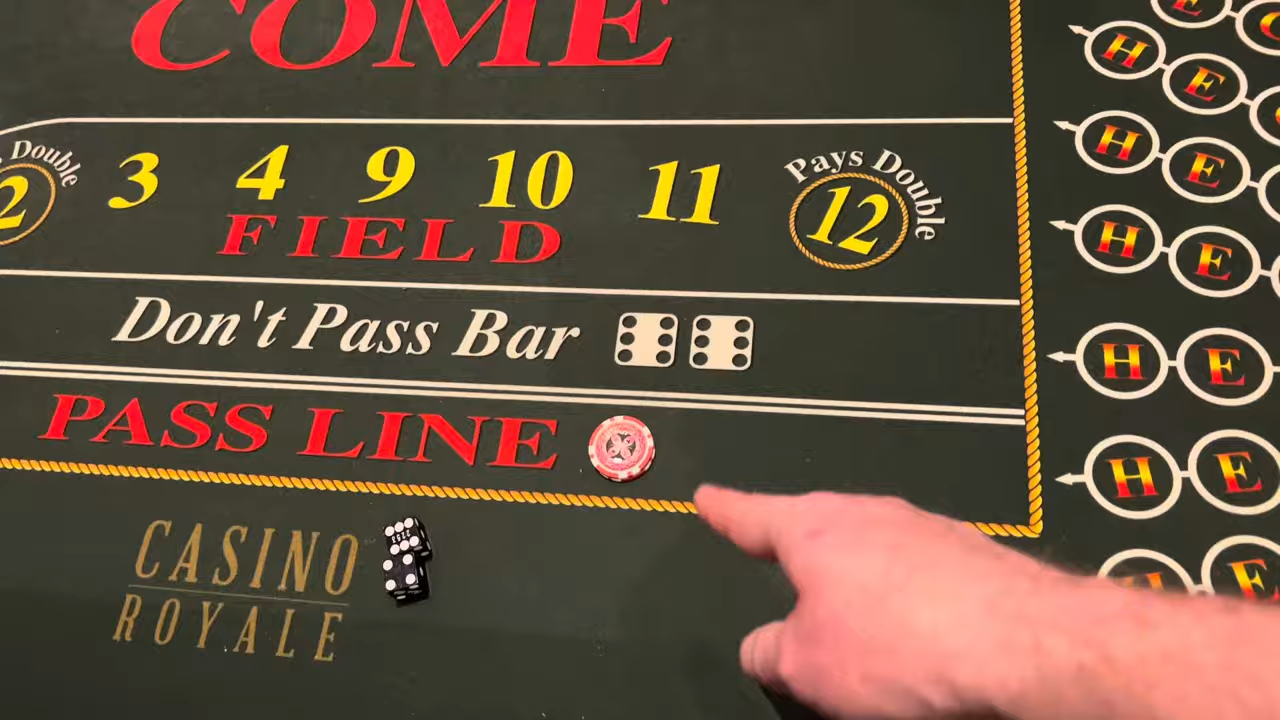 COME
Double
2
3 4 9 10 11
Pays Double
12
FIELD
Don't Pass Bar
PASS LINE
CASINO
ROYALE
E
H E
H E
H E
H E
H E
H E